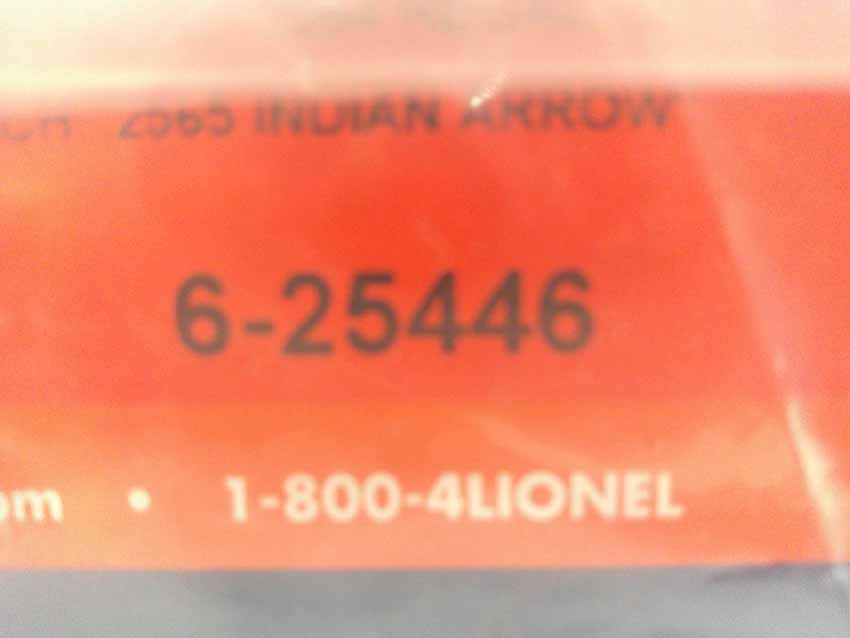 2565 INDIAN ARROW
6-25446
• 1-800-4LIONEL